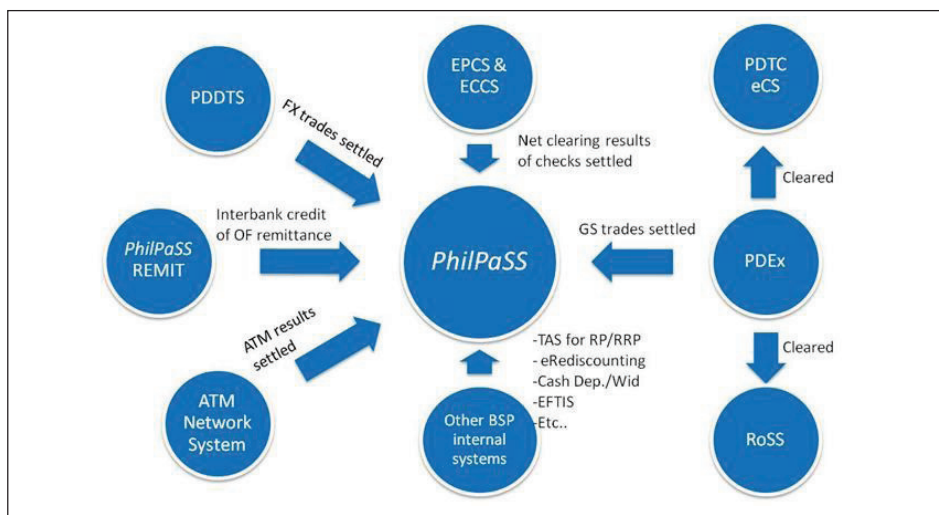 PDDTS
FX trades settled
EPCS &
ECCS
Net clearing results
of checks settled
PDTC
eCS
Cleared
PhilPaSS
REMIT
Interbank credit
of OF remittance
PhilPaSS
GS trades settled
PDEx
Cleared
ATM
Network
System
ATM results
settled
Other BSP
internal
systems
-TAS for RP/RRP
- eRediscounting
-Cash Dep./Wid
-EFTIS
-Etc..
RoSS